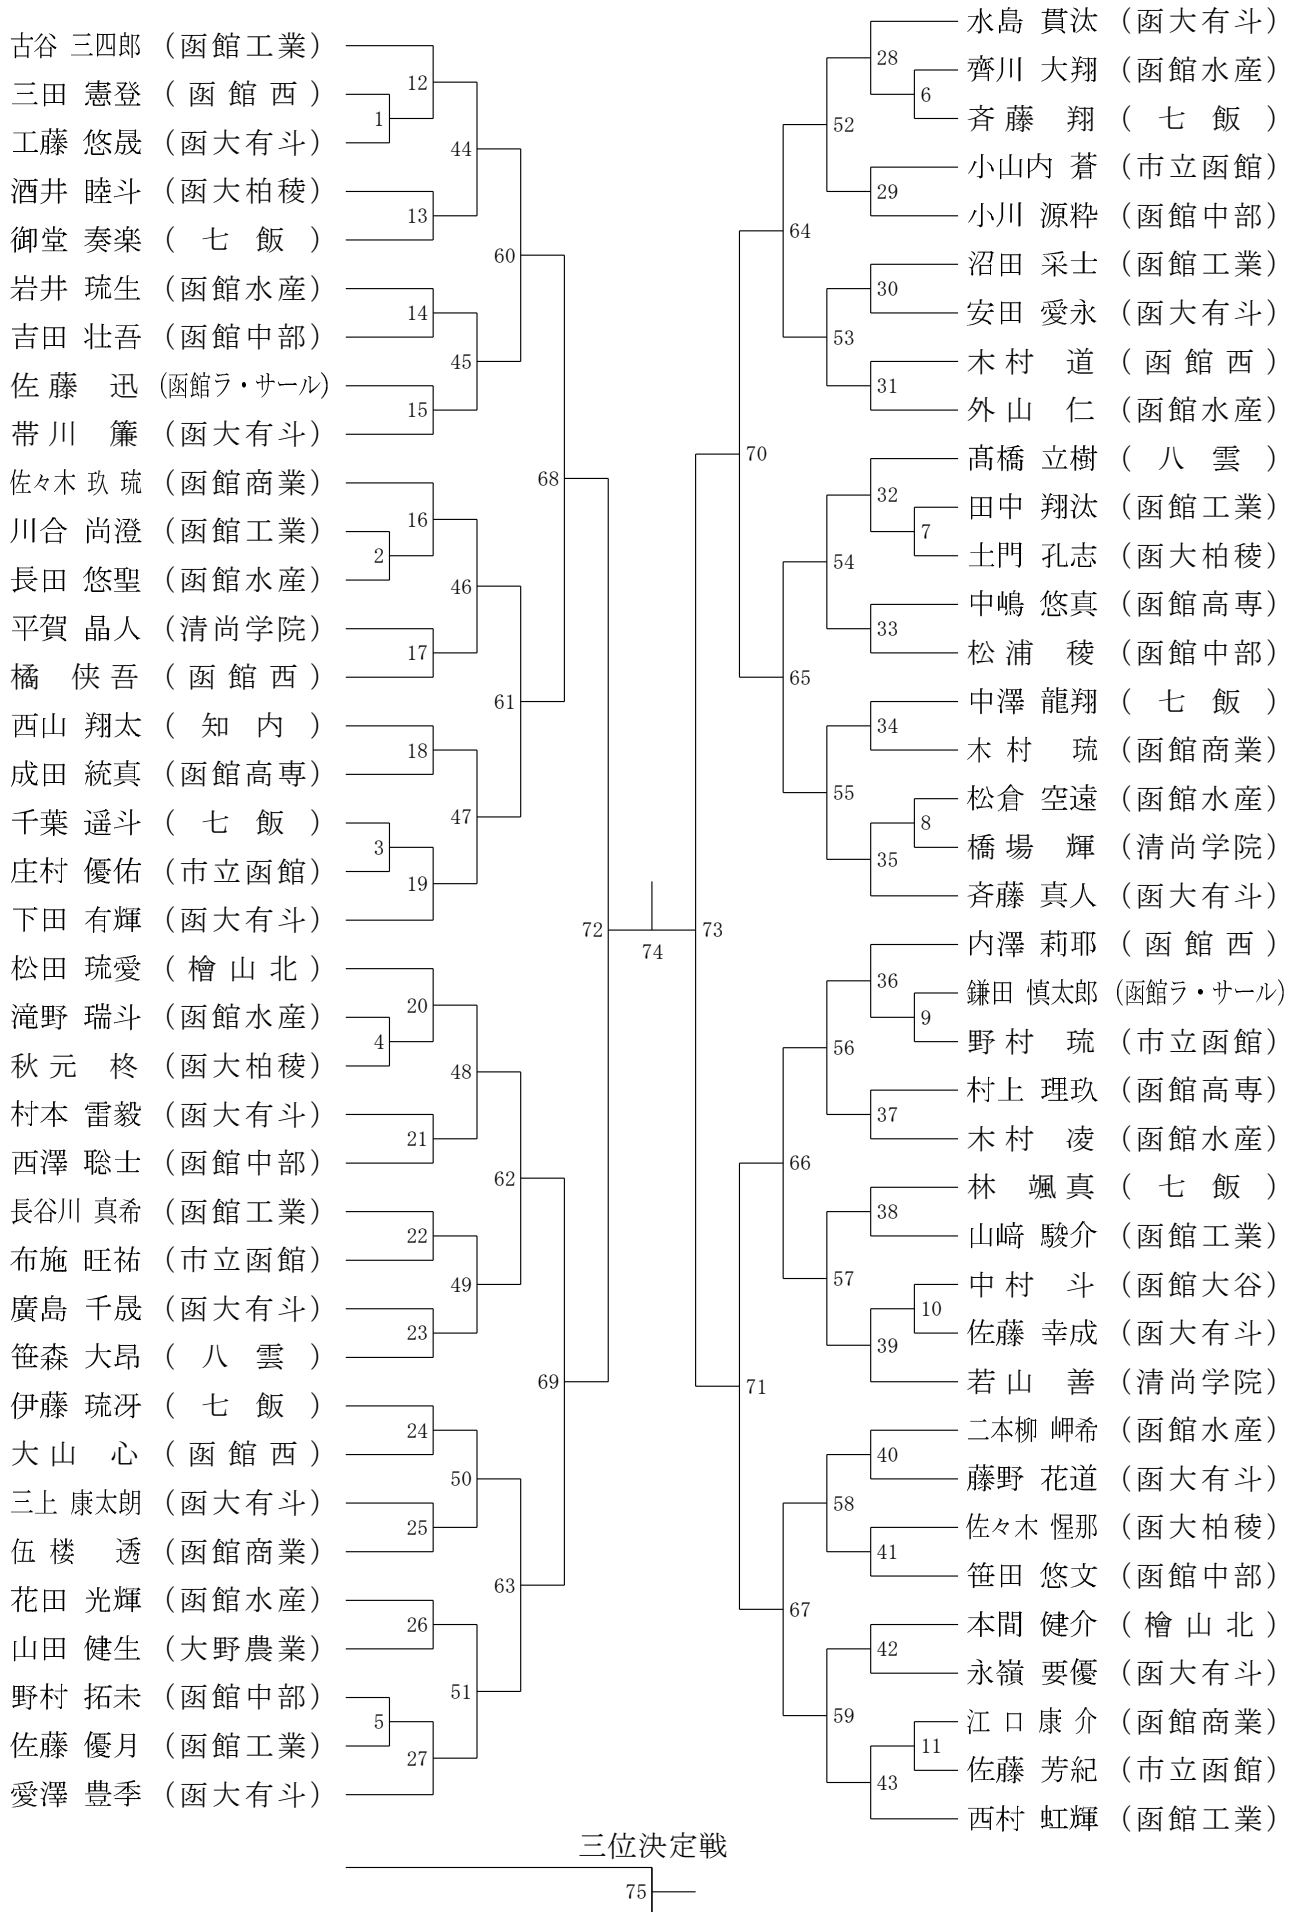 古谷 三四郎 （函館工業）
三田 憲登 （函館西）
工藤 悠晟 （函大有斗）
酒井 睦斗 （函大柏稜）
御堂 奏楽 （七飯）
岩井 琉生 （函館水産）
吉田 壮吾 （函館中部）
佐藤 迅 （函館ラ・サール）
帯川 簾 （函大有斗）
佐々木 玖琉 （函館商業）
川合 尚澄 （函館工業）
長田 悠聖 （函館水産）
平賀 晶人 （清尚学院）
橘 侠吾 （函館西）
西山 翔太 （知内）
成田 統真 （函館高専）
千葉 遥斗 （七飯）
庄村 優佑 （市立函館）
下田 有輝 （函大有斗）
松田 琉愛 （檜山北）
滝野 瑞斗 （函館水産）
秋元 柊 （函大柏稜）
村本 雷毅 （函大有斗）
西澤 聡士 （函館中部）
長谷川 真希 （函館工業）
布施 旺祐 （市立函館）
廣島 千晟 （函大有斗）
笹森 大昂 （八雲）
伊藤 琉冴 （七飯）
大山 心 （函館西）
三上 康太朗 （函大有斗）
伍楼 透 （函館商業）
花田 光輝 （函館水産）
山田 健生 （大野農業）
野村 拓未 （函館中部）
佐藤 優月 （函館工業）
愛澤 豊季 （函大有斗）
1
2
3
4
5
12
13
14
15
16
17
18
19
20
21
22
23
24
25
26
27
44
45
46
47
48
49
50
51
60
61
62
63
68
69
72
74
73
70
71
64
65
66
67
52
53
54
55
56
57
58
59
28
29
30
31
32
33
34
35
36
37
38
39
40
41
42
43
6
7
8
9
10
11
水島 貫汰 （函大有斗）
齊川 大翔 （函館水産）
斉藤 翔 （七飯）
小山内 蒼 （市立函館）
小川 源粋 （函館中部）
沼田 采士 （函館工業）
安田 愛永 （函大有斗）
木村 道 （函館西）
外山 仁 （函館水産）
髙橋 立樹 （八雲）
田中 翔汰 （函館工業）
土門 孔志 （函大柏稜）
中嶋 悠真 （函館高専）
松浦 稜 （函館中部）
中澤 龍翔 （七飯）
木村 琉 （函館商業）
松倉 空遠 （函館水産）
橋場 輝 （清尚学院）
斉藤 真人 （函大有斗）
内澤 莉耶 （函館西）
鎌田 慎太郎 （函館ラ・サール）
野村 琉 （市立函館）
村上 理玖 （函館高専）
木村 凌 （函館水産）
林 颯真 （七飯）
山﨑 駿介 （函館工業）
中村 斗 （函館大谷）
佐藤 幸成 （函大有斗）
若山 善 （清尚学院）
二本柳 岬希 （函館水産）
藤野 花道 （函大有斗）
佐々木 惺那 （函大柏稜）
笹田 悠文 （函館中部）
本間 健介 （檜山北）
永嶺 要優 （函大有斗）
江口 康介 （函館商業）
佐藤 芳紀 （市立函館）
西村 虹輝 （函館工業）
三位決定戦
75